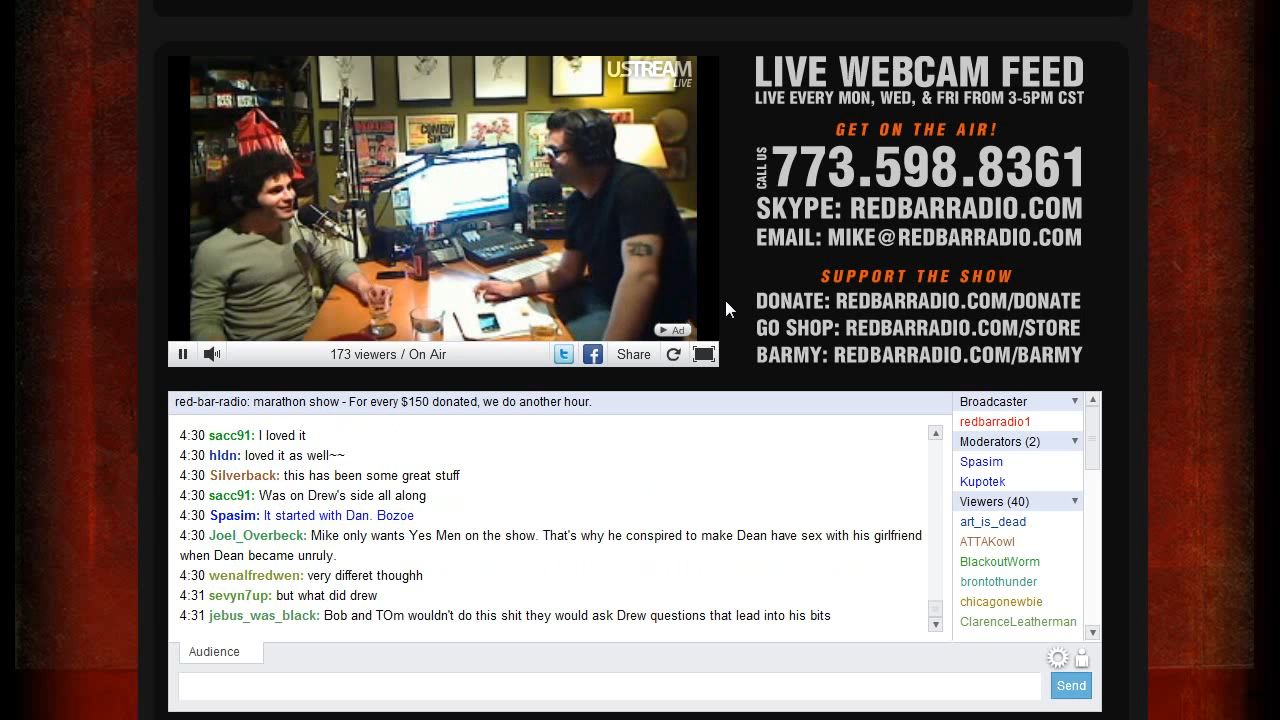 USTREAM
LIVE
COMEDY
Ad
173 viewers / On Air
Share
LIVE WEBCAM FEED
LIVE EVERY MON, WED, & FRI FROM 3-5PM CST
GET ON THE AIR!
CALL US
773.598.8361
SKYPE: REDBARRADIO.COM
EMAIL: MIKE@REDBARRADIO.COM
SUPPORT THE SHOW
DONATE: REDBARRADIO.COM/DONATE
GO SHOP: REDBARRADIO.COM/STORE
BARMY: REDBARRADIO.COM/BARMY
red-bar-radio: marathon show - For every $150 donated, we do another hour.
4:30 sacc91: I loved it
4:30 hldn: loved it as well~~
4:30 Silverback: this has been some great stuff
4:30 sacc91: Was on Drew's side all along
4:30 Spasim: It started with Dan. Bozoe
4:30 Joel_Overbeck: Mike only wants Yes Men on the show. That's why he conspired to make Dean have sex with his girlfriend
when Dean became unruly.
4:30 wenalfredwen: very differet thoughh
4:31 sevyn7up: but what did drew
4:31 jebus_was_black: Bob and TOm wouldn't do this shit they would ask Drew questions that lead into his bits
Broadcaster
redbarradio1
Moderators (2)
Spasim
Kupotek
Viewers (40)
art_is_dead
ATTAKowl
BlackoutWorm
brontothunder
chicagonewbie
ClarenceLeatherman
Audience
Send